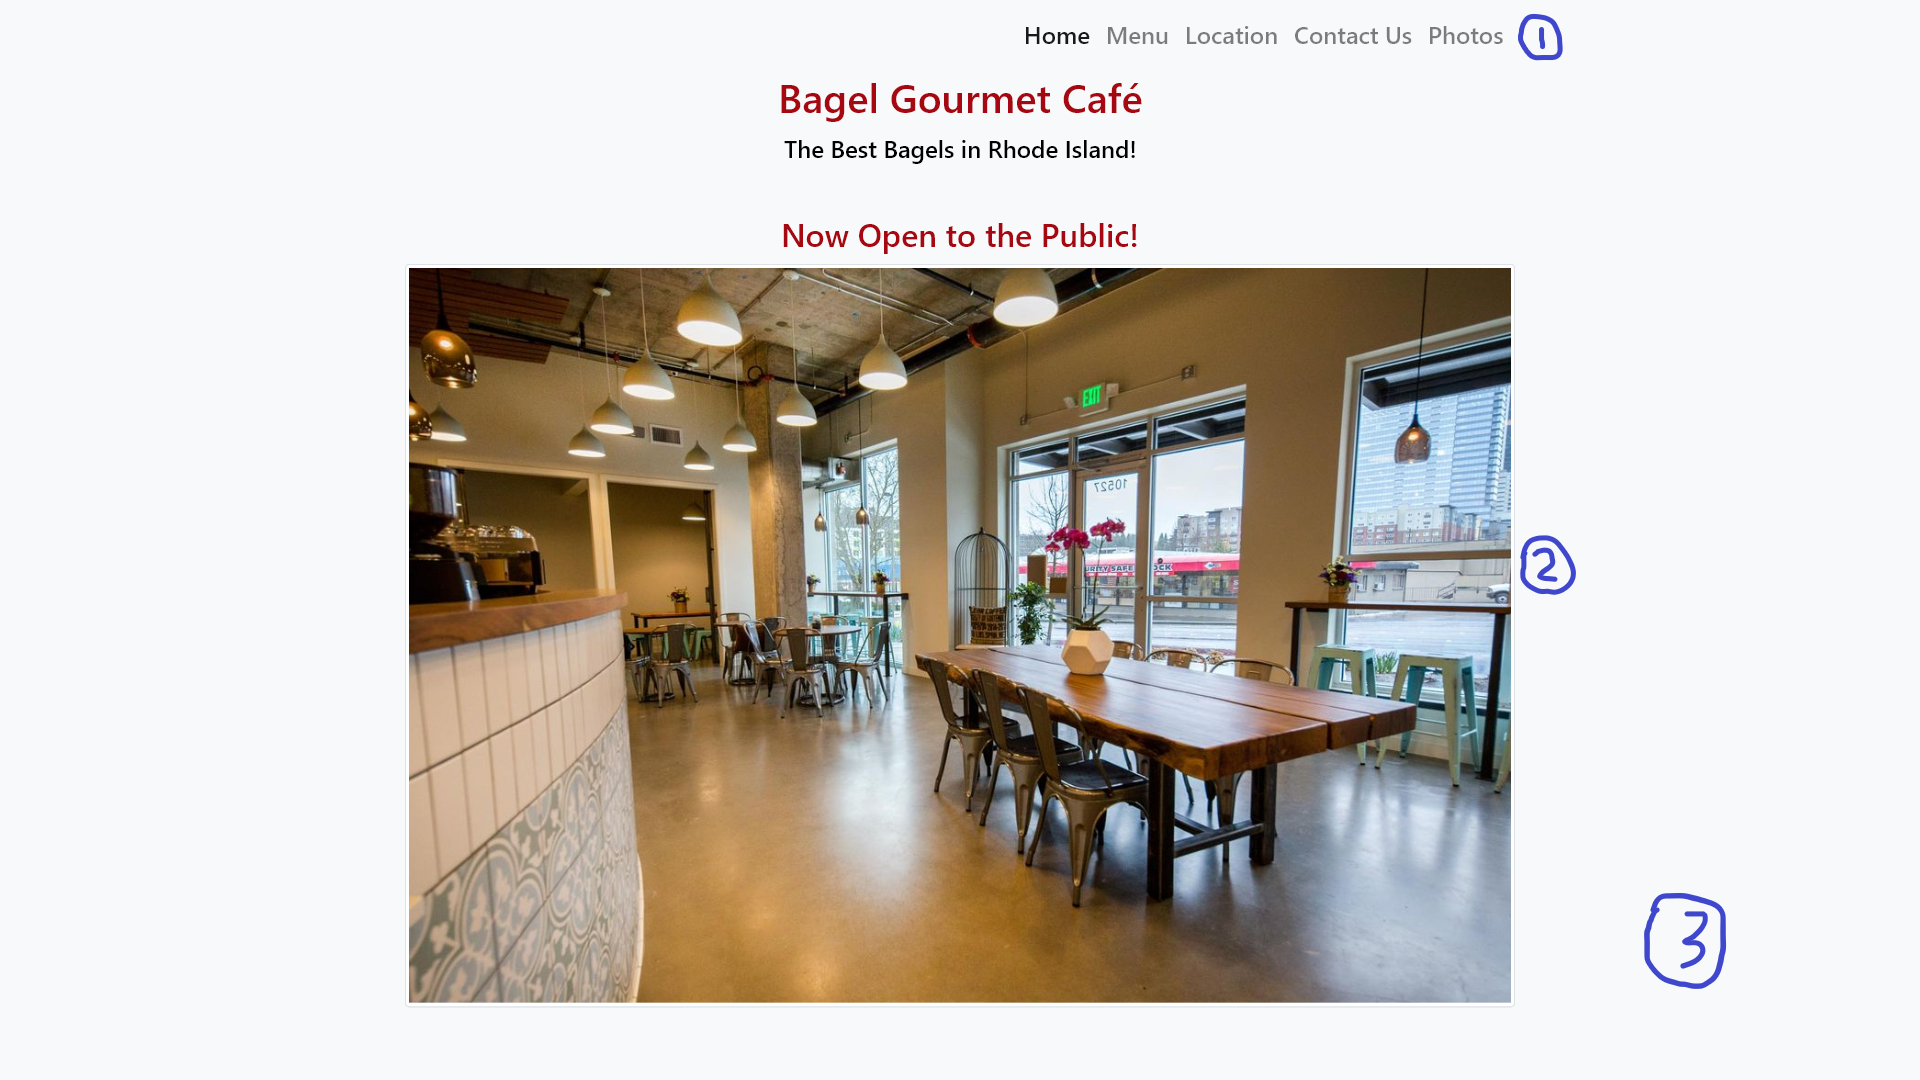 Home Menu Location Contact Us Photos 1
Bagel Gourmet Café
The Best Bagels in Rhode Island!
Now Open to the Public!
EXIT
10527
2
3